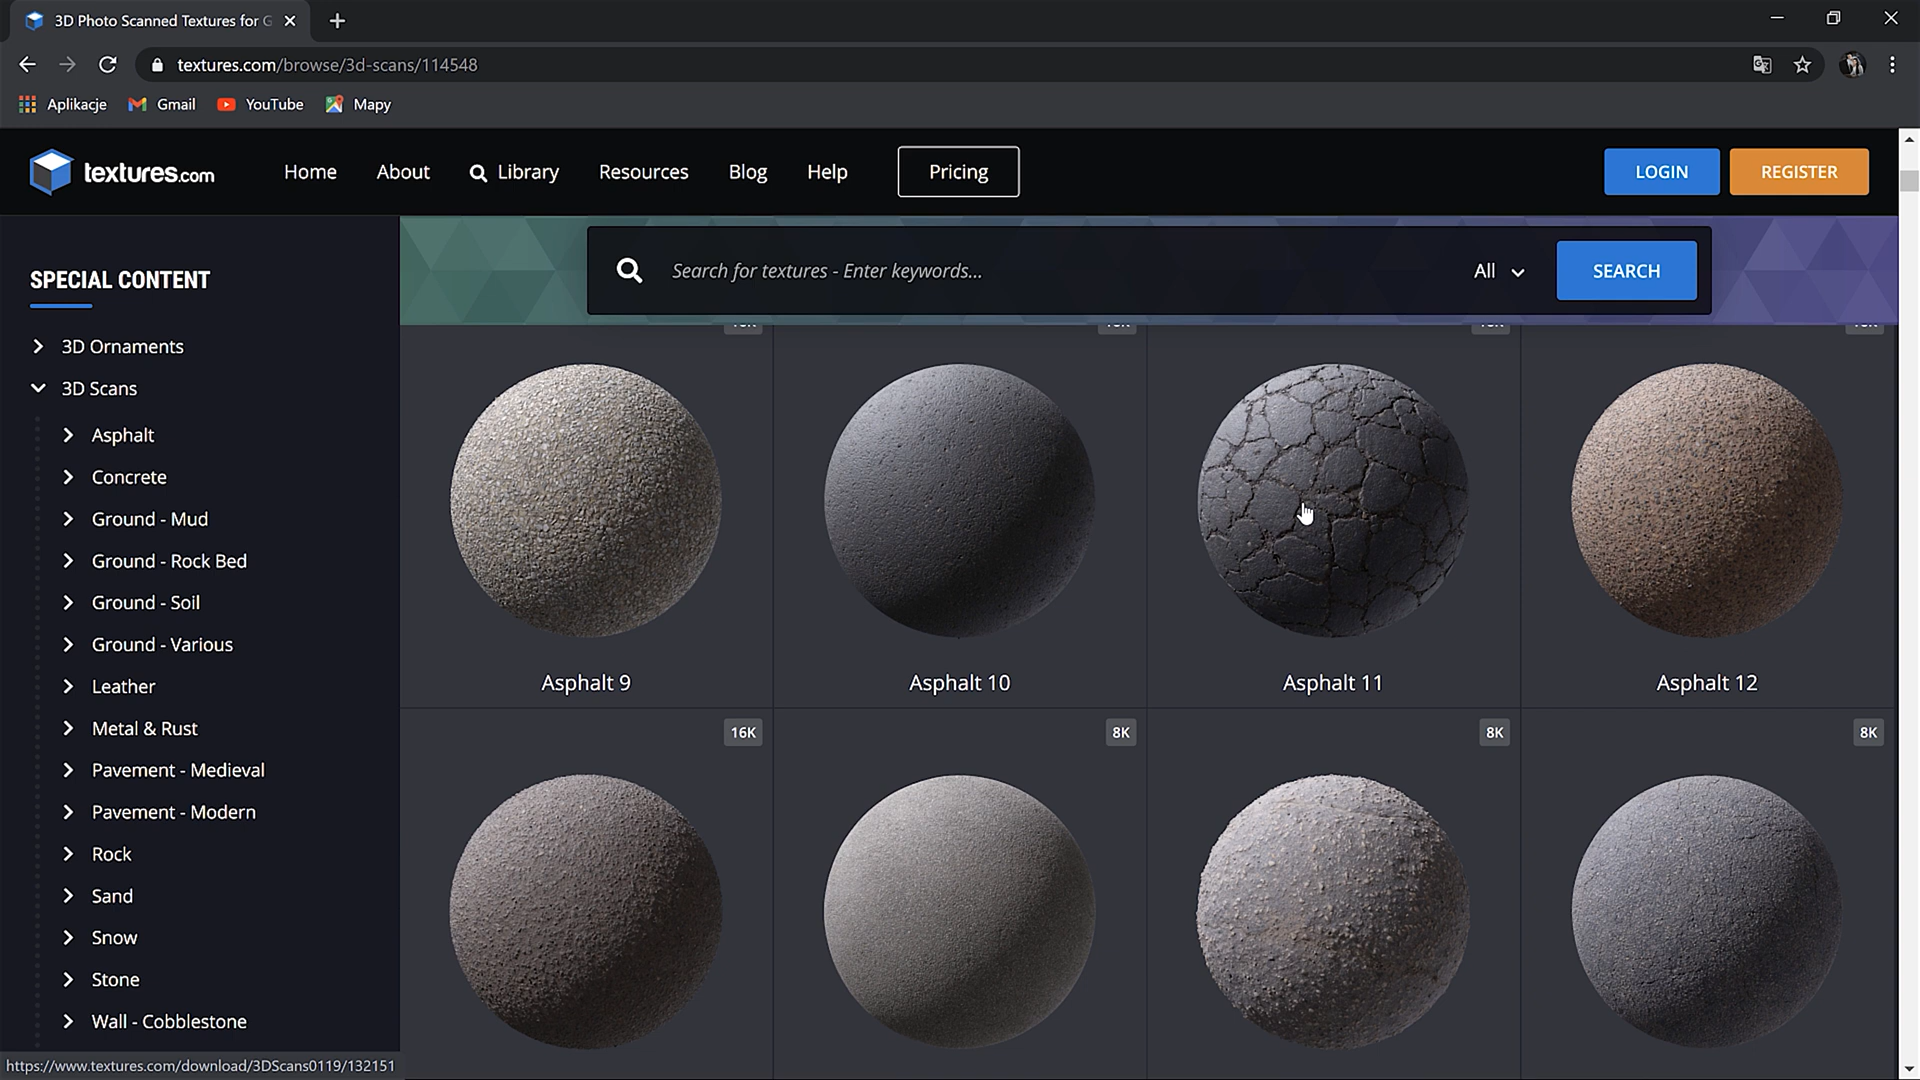 3D Photo Scanned Textures for G
textures.com/browse/3d-scans/114548
Aplikacje Gmail YouTube Mapy
textures.com Home About Library Resources Blog Help Pricing LOGIN REGISTER
SPECIAL CONTENT
Search for textures - Enter keywords... All SEARCH
3D Ornaments
3D Scans
Asphalt
Concrete
Ground - Mud
Ground - Rock Bed
Ground - Soil
Ground - Various
Leather
Metal & Rust
Pavement - Medieval
Pavement - Modern
Rock
Sand
Snow
Stone
Wall - Cobblestone
Asphalt 9 Asphalt 10 Asphalt 11 Asphalt 12
16K 8K 8K 8K
https://www.textures.com/download/3DScans0119/132151